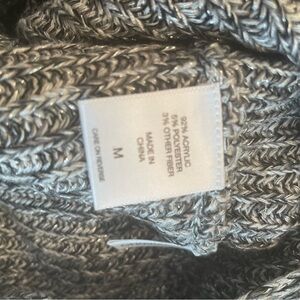 92% ACRYLIC
5% POLYESTER
3% OTHER FIBER
MADE IN
CHINA
M
CARE ON REVERSE